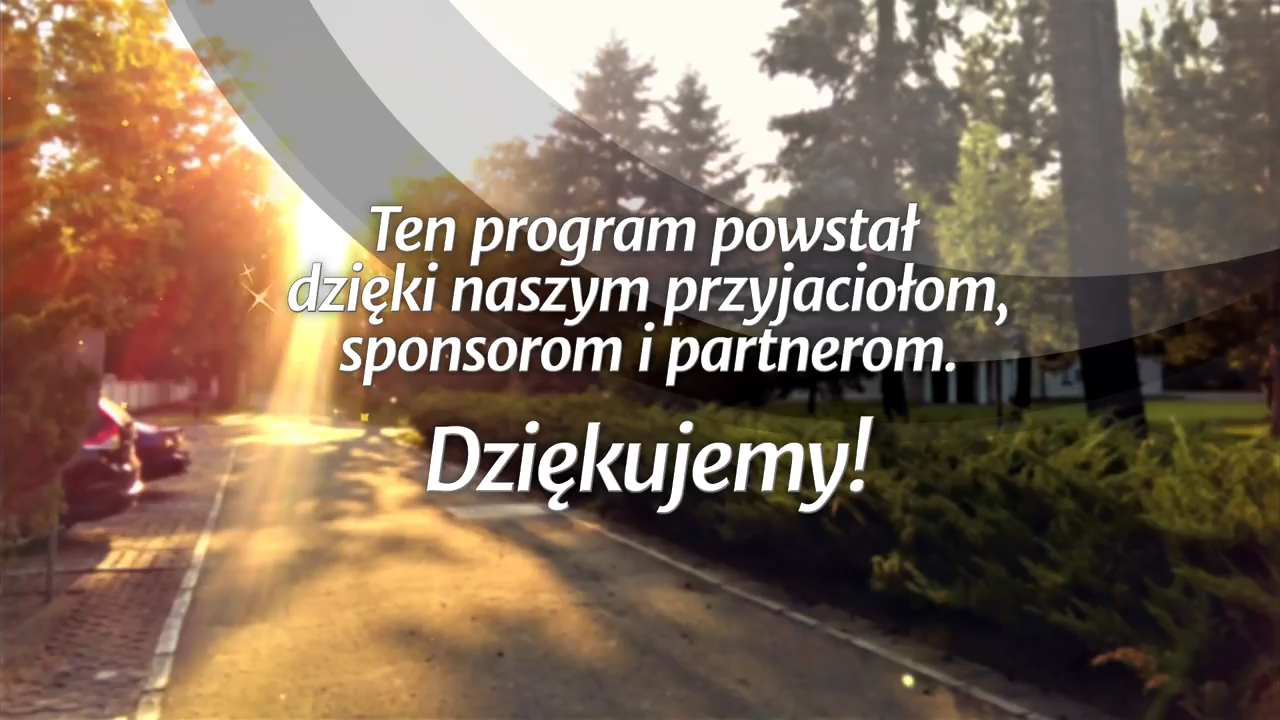 Ten program powstał
dzięki naszym przyjaciołom,
sponsorom i partnerom.
Dziękujemy!